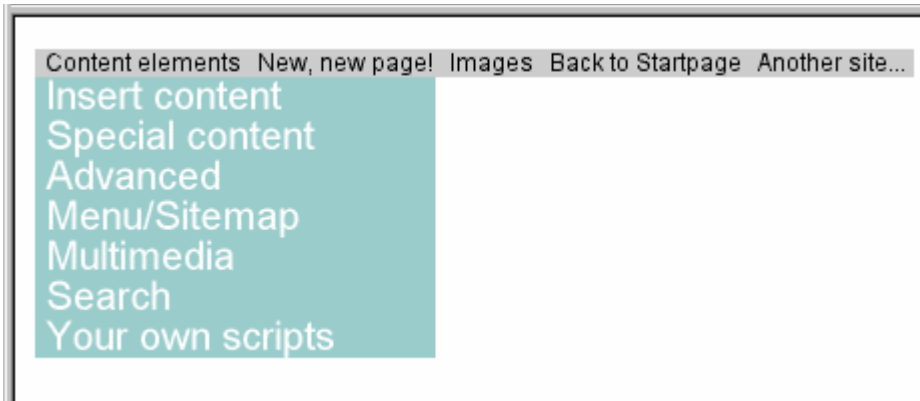 Content elements New, new page! Images Back to Startpage Another site...
Insert content
Special content
Advanced
Menu/Sitemap
Multimedia
Search
Your own scripts